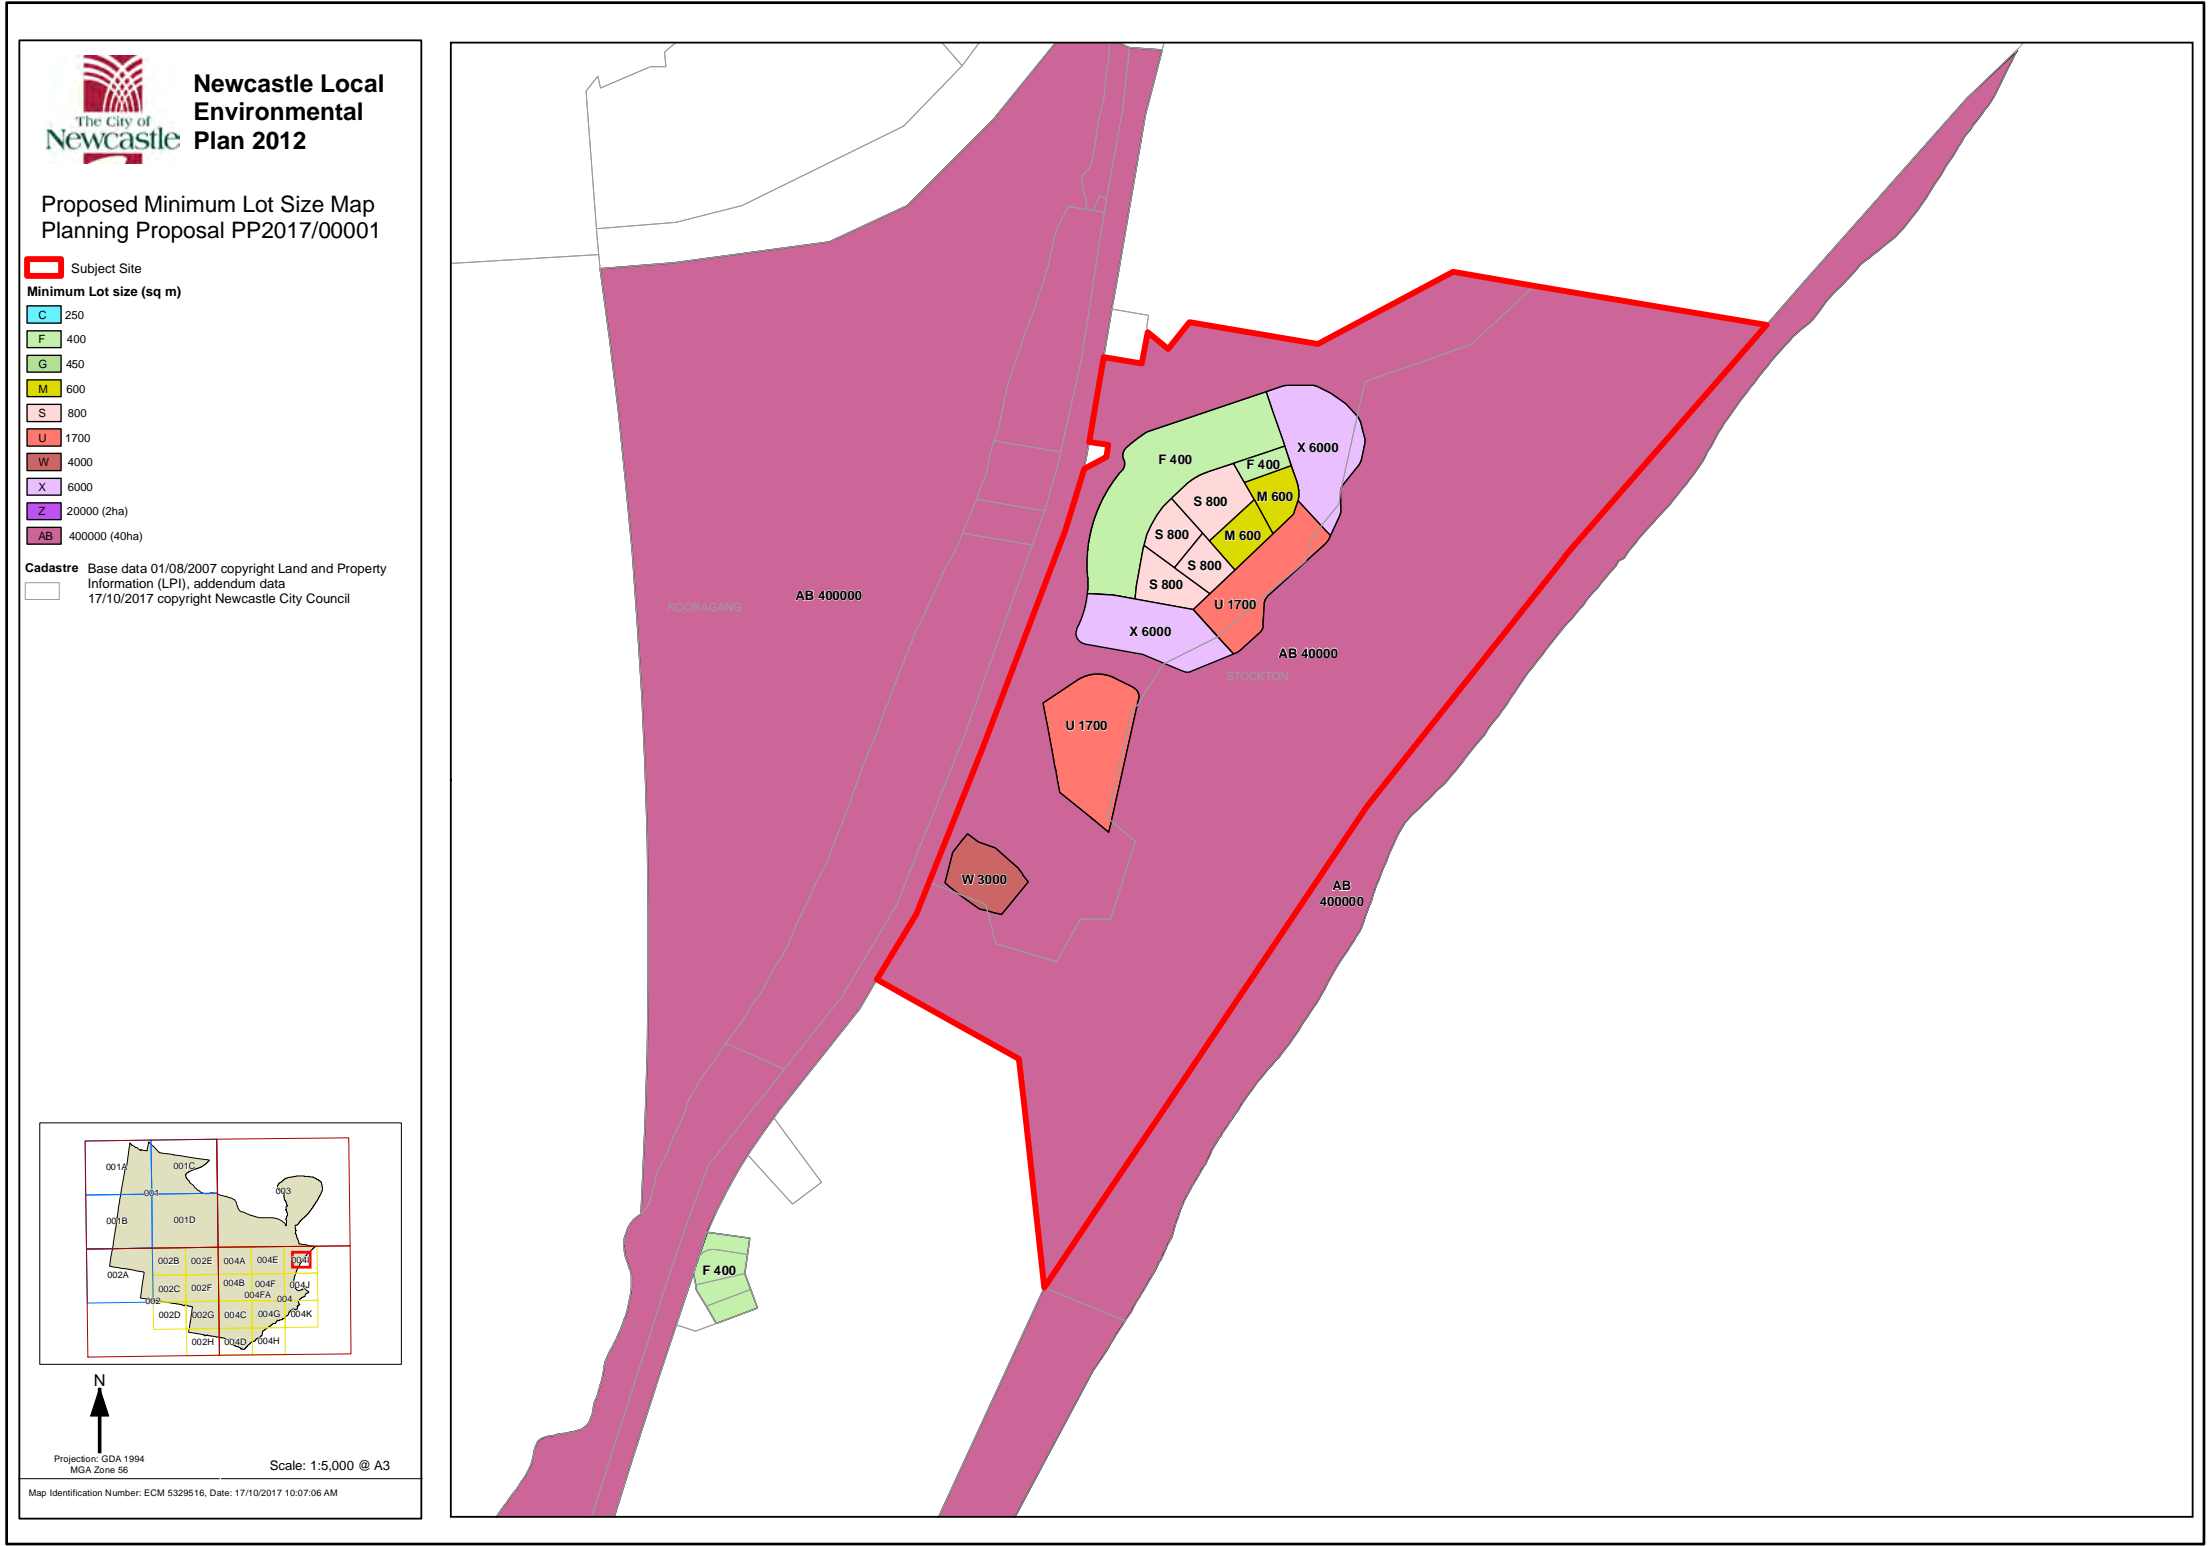 The City of
Newcastle
Newcastle Local
Environmental
Plan 2012
Proposed Minimum Lot Size Map
Planning Proposal PP2017/00001
Subject Site
Minimum Lot size (sq m)
C 250
F 400
G 450
M 600
S 800
U 1700
W 4000
X 6000
Z 20000 (2ha)
AB 400000 (40ha)
Cadastre Base data 01/08/2007 copyright Land and Property
Information (LPI), addendum data
17/10/2017 copyright Newcastle City Council
001A 001C
001 003
001B 001D
002B 002E 004A 004E 004I
002A
002C 002F 004B 004F 004J
004FA
002 004
002D 002G 004C 004G 004K
002H 004D 004H
N
Projection: GDA 1994
MGA Zone 56
Scale: 1:5,000 @ A3
Map Identification Number: ECM 5329516, Date: 17/10/2017 10:07:06 AM
X 6000
F 400
F 400
M 600
S 800
S 800
M 600
S 800
S 800
AB 400000
KOORAGANG
U 1700
X 6000
AB 40000
STOCKTON
U 1700
W 3000
AB
400000
F 400